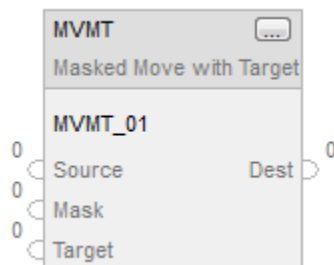 MVMT ...
Masked Move with Target
MVMT_01
0 Source Dest 0
0 Mask
0 Target